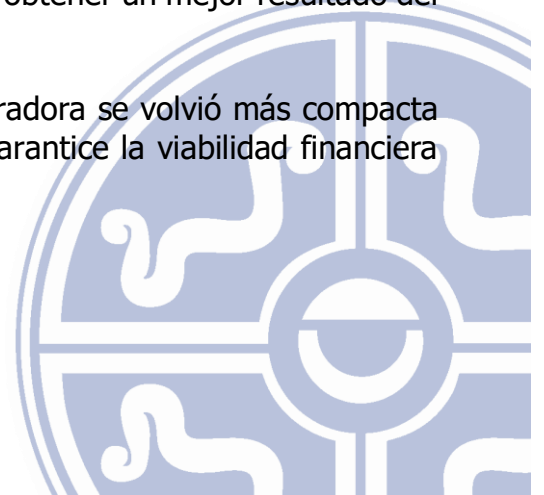 obtener un mejor resultado del
radora se volvió más compacta
arantice la viabilidad financiera